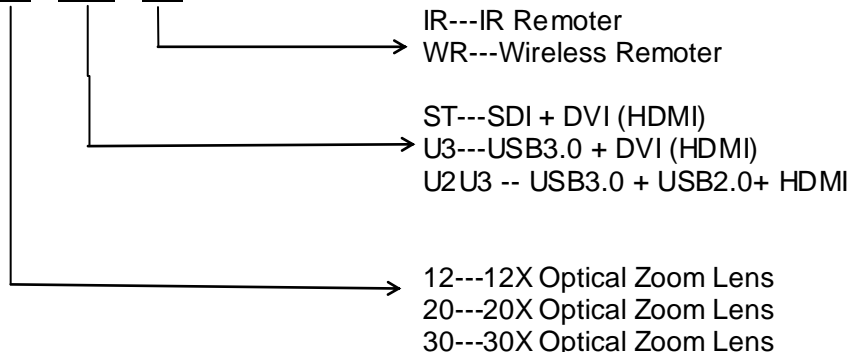 IR---IR Remoter
WR---Wireless Remoter
ST---SDI + DVI (HDMI)
U3---USB3.0 + DVI (HDMI)
U2U3 -- USB3.0 + USB2.0+ HDMI
12---12X Optical Zoom Lens
20---20X Optical Zoom Lens
30---30X Optical Zoom Lens